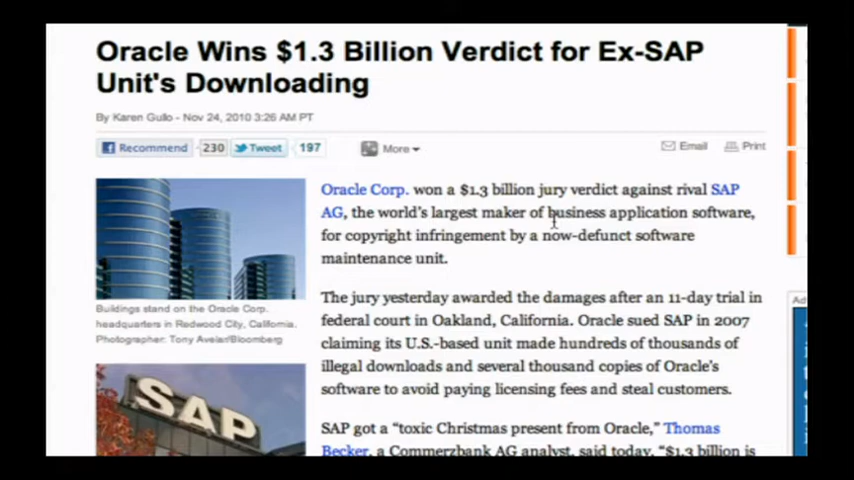 Oracle Wins $1.3 Billion Verdict for Ex-SAP
Unit's Downloading
By Karen Gullo - Nov 24, 2010 3:26 AM PT
Recommend 230 Tweet 197 More Email Print
Oracle Corp. won a $1.3 billion jury verdict against rival SAP
AG, the world's largest maker of business application software,
for copyright infringement by a now-defunct software
maintenance unit.
Buildings stand on the Oracle Corp.
headquarters in Redwood City, California.
Photographer: Tony Avelar/Bloomberg
The jury yesterday awarded the damages after an 11-day trial in
federal court in Oakland, California. Oracle sued SAP in 2007
claiming its U.S.-based unit made hundreds of thousands of
illegal downloads and several thousand copies of Oracle's
software to avoid paying licensing fees and steal customers.
SAP
SAP got a “toxic Christmas present from Oracle,” Thomas
Becker, a Commerzbank AG analyst, said today. “$1.3 billion is
Ad